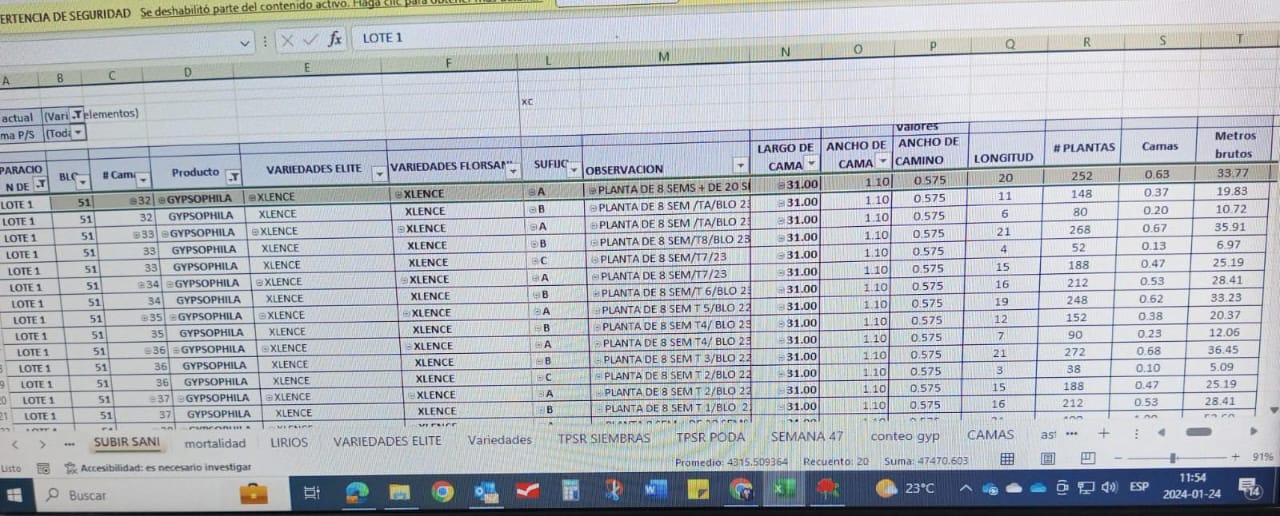 ERTENCIA DE SEGURIDAD Se deshabilitó parte del contenido activo. Haga clic para obtener más
fx LOTE 1
A B C D E F L M N O P Q R S T
xc
actual (Vari elementos)
ma P/S (Toda
Valores
PARACIO N DE BLO # Cam Producto VARIEDADES ELITE VARIEDADES FLORSAN SUFIJO OBSERVACION LARGO DE CAMA ANCHO DE CAMA ANCHO DE CAMINO LONGITUD # PLANTAS Camas Metros brutos
LOTE 1 51 32 GYPSOPHILA XLENCE XLENCE A PLANTA DE 8 SEMS + DE 20 S 31.00 1.10 0.575 20 252 0.63 33.77
LOTE 1 51 32 GYPSOPHILA XLENCE XLENCE B PLANTA DE 8 SEM /TA/BLO 23 31.00 1.10 0.575 11 148 0.37 19.83
LOTE 1 51 33 GYPSOPHILA XLENCE XLENCE A PLANTA DE 8 SEM /TA/BLO 23 31.00 1.10 0.575 6 80 0.20 10.72
LOTE 1 51 33 GYPSOPHILA XLENCE XLENCE B PLANTA DE 8 SEM/T8/BLO 23 31.00 1.10 0.575 21 268 0.67 35.91
LOTE 1 51 33 GYPSOPHILA XLENCE XLENCE C PLANTA DE 8 SEM/T7/23 31.00 1.10 0.575 4 52 0.13 6.97
LOTE 1 51 34 GYPSOPHILA XLENCE XLENCE A PLANTA DE 8 SEM/T7/23 31.00 1.10 0.575 15 188 0.47 25.19
LOTE 1 51 34 GYPSOPHILA XLENCE XLENCE B PLANTA DE 8 SEM/T 6/BLO 23 31.00 1.10 0.575 16 212 0.53 28.41
LOTE 1 51 35 GYPSOPHILA XLENCE XLENCE A PLANTA DE 8 SEM T 5/BLO 22 31.00 1.10 0.575 19 248 0.62 33.23
LOTE 1 51 35 GYPSOPHILA XLENCE XLENCE B PLANTA DE 8 SEM T4/ BLO 23 31.00 1.10 0.575 12 152 0.38 20.37
LOTE 1 51 36 GYPSOPHILA XLENCE XLENCE A PLANTA DE 8 SEM T4/ BLO 23 31.00 1.10 0.575 7 90 0.23 12.06
LOTE 1 51 36 GYPSOPHILA XLENCE XLENCE B PLANTA DE 8 SEM T 3/BLO 22 31.00 1.10 0.575 21 272 0.68 36.45
LOTE 1 51 36 GYPSOPHILA XLENCE XLENCE C PLANTA DE 8 SEM T 2/BLO 22 31.00 1.10 0.575 3 38 0.10 5.09
LOTE 1 51 37 GYPSOPHILA XLENCE XLENCE A PLANTA DE 8 SEM T 2/BLO 22 31.00 1.10 0.575 15 188 0.47 25.19
21 LOTE 1 51 37 GYPSOPHILA XLENCE XLENCE B PLANTA DE 8 SEM T 1/BLO 2 31.00 1.10 0.575 16 212 0.53 28.41
SUBIR SANI mortalidad LIRIOS VARIEDADES ELITE Variedades TPSR SIEMBRAS TPSR PODA SEMANA 47 conteo gyp CAMAS as
Listo Accesibilidad: es necesario investigar Promedio: 4315.509364 Recuento: 20 Suma: 47470.603 91%
Buscar 23°C ESP 11:54
2024-01-24 14